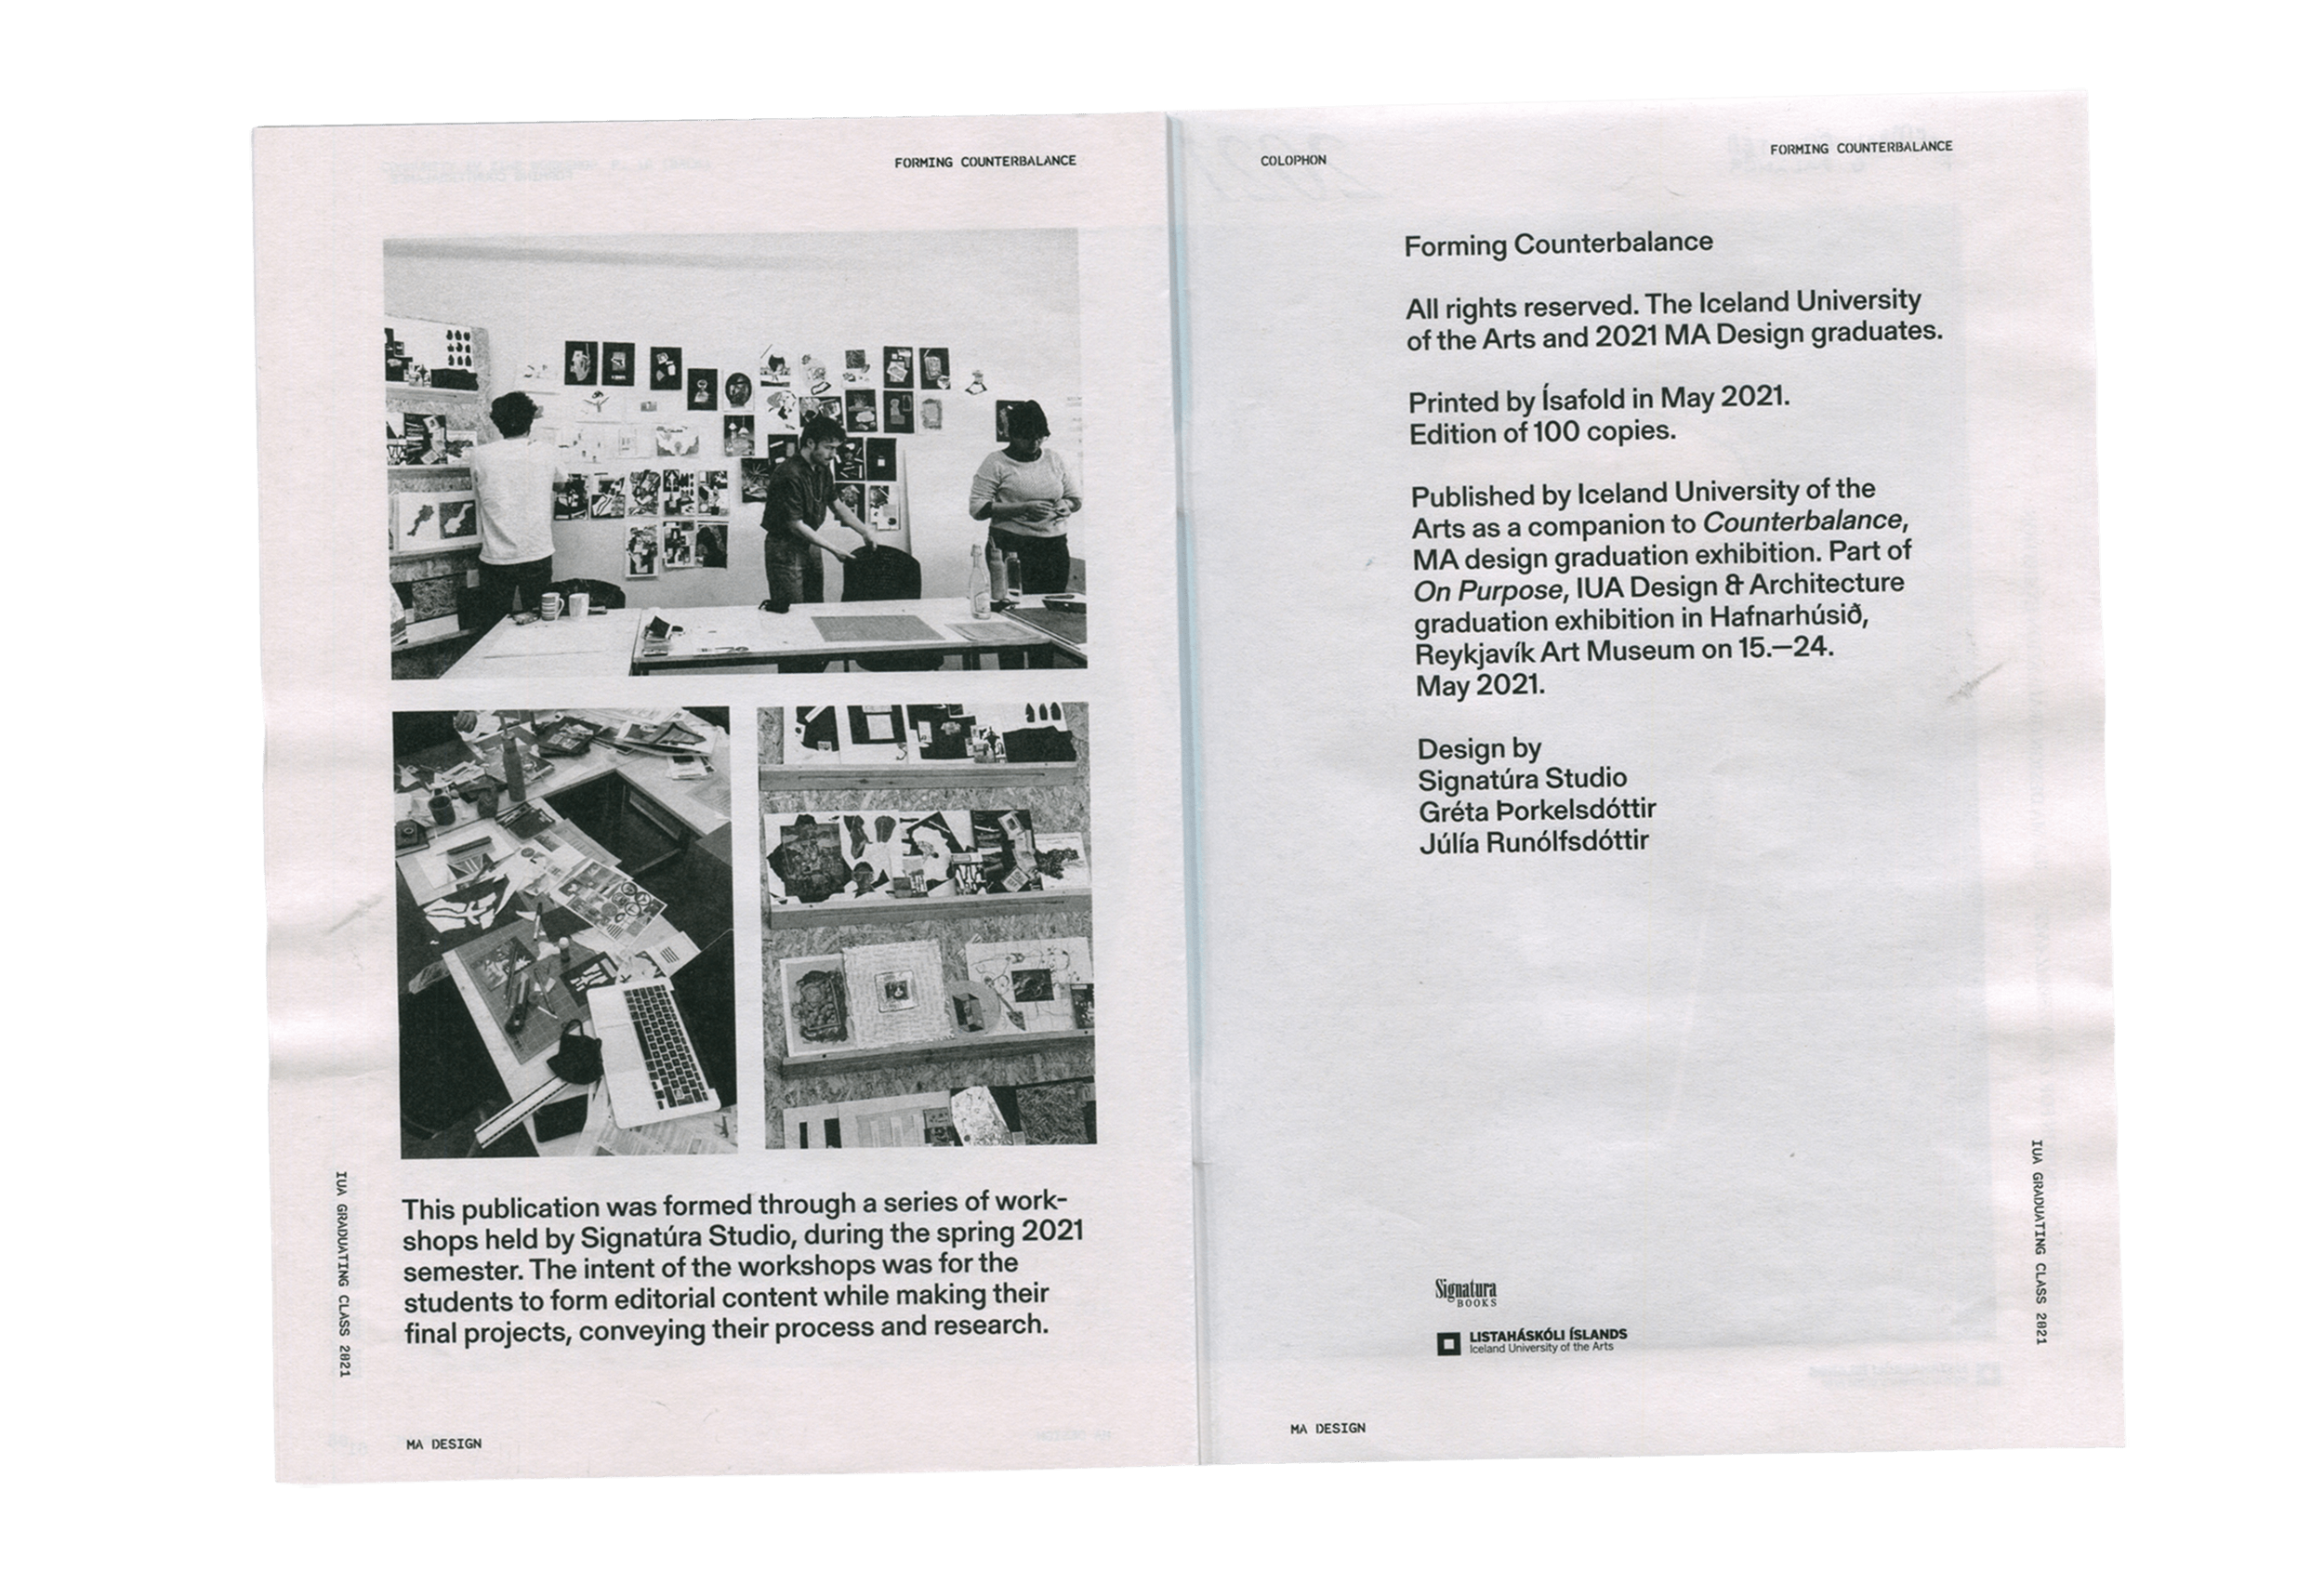 FORMING COUNTERBALANCE
This publication was formed through a series of work-
shops held by Signatúra Studio, during the spring 2021
semester. The intent of the workshops was for the
students to form editorial content while making their
final projects, conveying their process and research.
IUA GRADUATING CLASS 2021
MA DESIGN
COLOPHON
FORMING COUNTERBALANCE
Forming Counterbalance
All rights reserved. The Iceland University
of the Arts and 2021 MA Design graduates.
Printed by Ísafold in May 2021.
Edition of 100 copies.
Published by Iceland University of the
Arts as a companion to Counterbalance,
MA design graduation exhibition. Part of
On Purpose, IUA Design & Architecture
graduation exhibition in Hafnarhúsið,
Reykjavík Art Museum on 15.—24.
May 2021.
Design by
Signatúra Studio
Gréta Þorkelsdóttir
Júlía Runólfsdóttir
Signatura
BOOKS
LISTAHÁSKÓLI ÍSLANDS
Iceland University of the Arts
IUA GRADUATING CLASS 2021
MA DESIGN